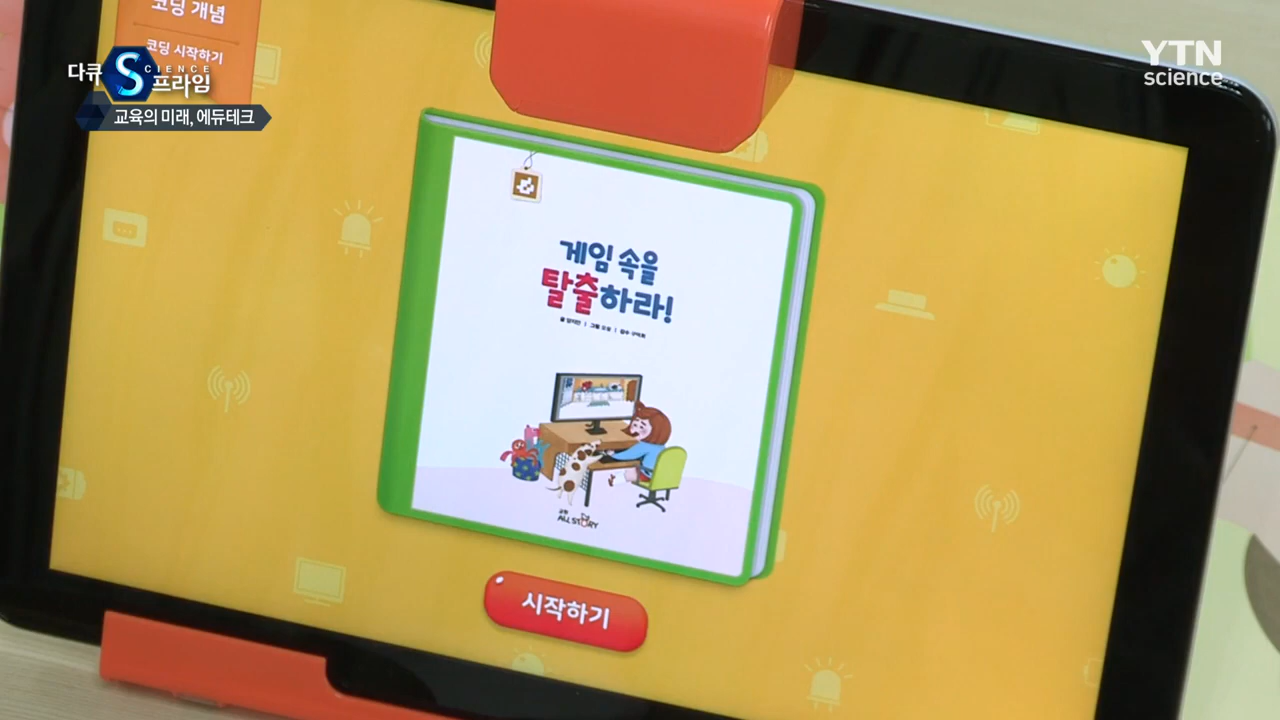 코딩 개념
코딩 시작하기
다큐 S 프라임
SCIENCE
교육의 미래, 에듀테크
YTN
science
게임 속을
탈출하라!
교원
ALL STORY
시작하기